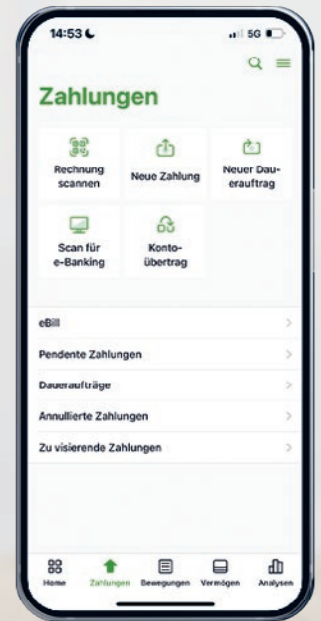 14:53
5G
Zahlungen
Rechnung
scannen
Neue Zahlung
Neuer Dau-
erauftrag
Scan für
e-Banking
Konto-
übertrag
eBill
Pendente Zahlungen
Daueraufträge
Annullierte Zahlungen
Zu visierende Zahlungen
Home
Zahlungen
Bewegungen
Vermögen
Analysen